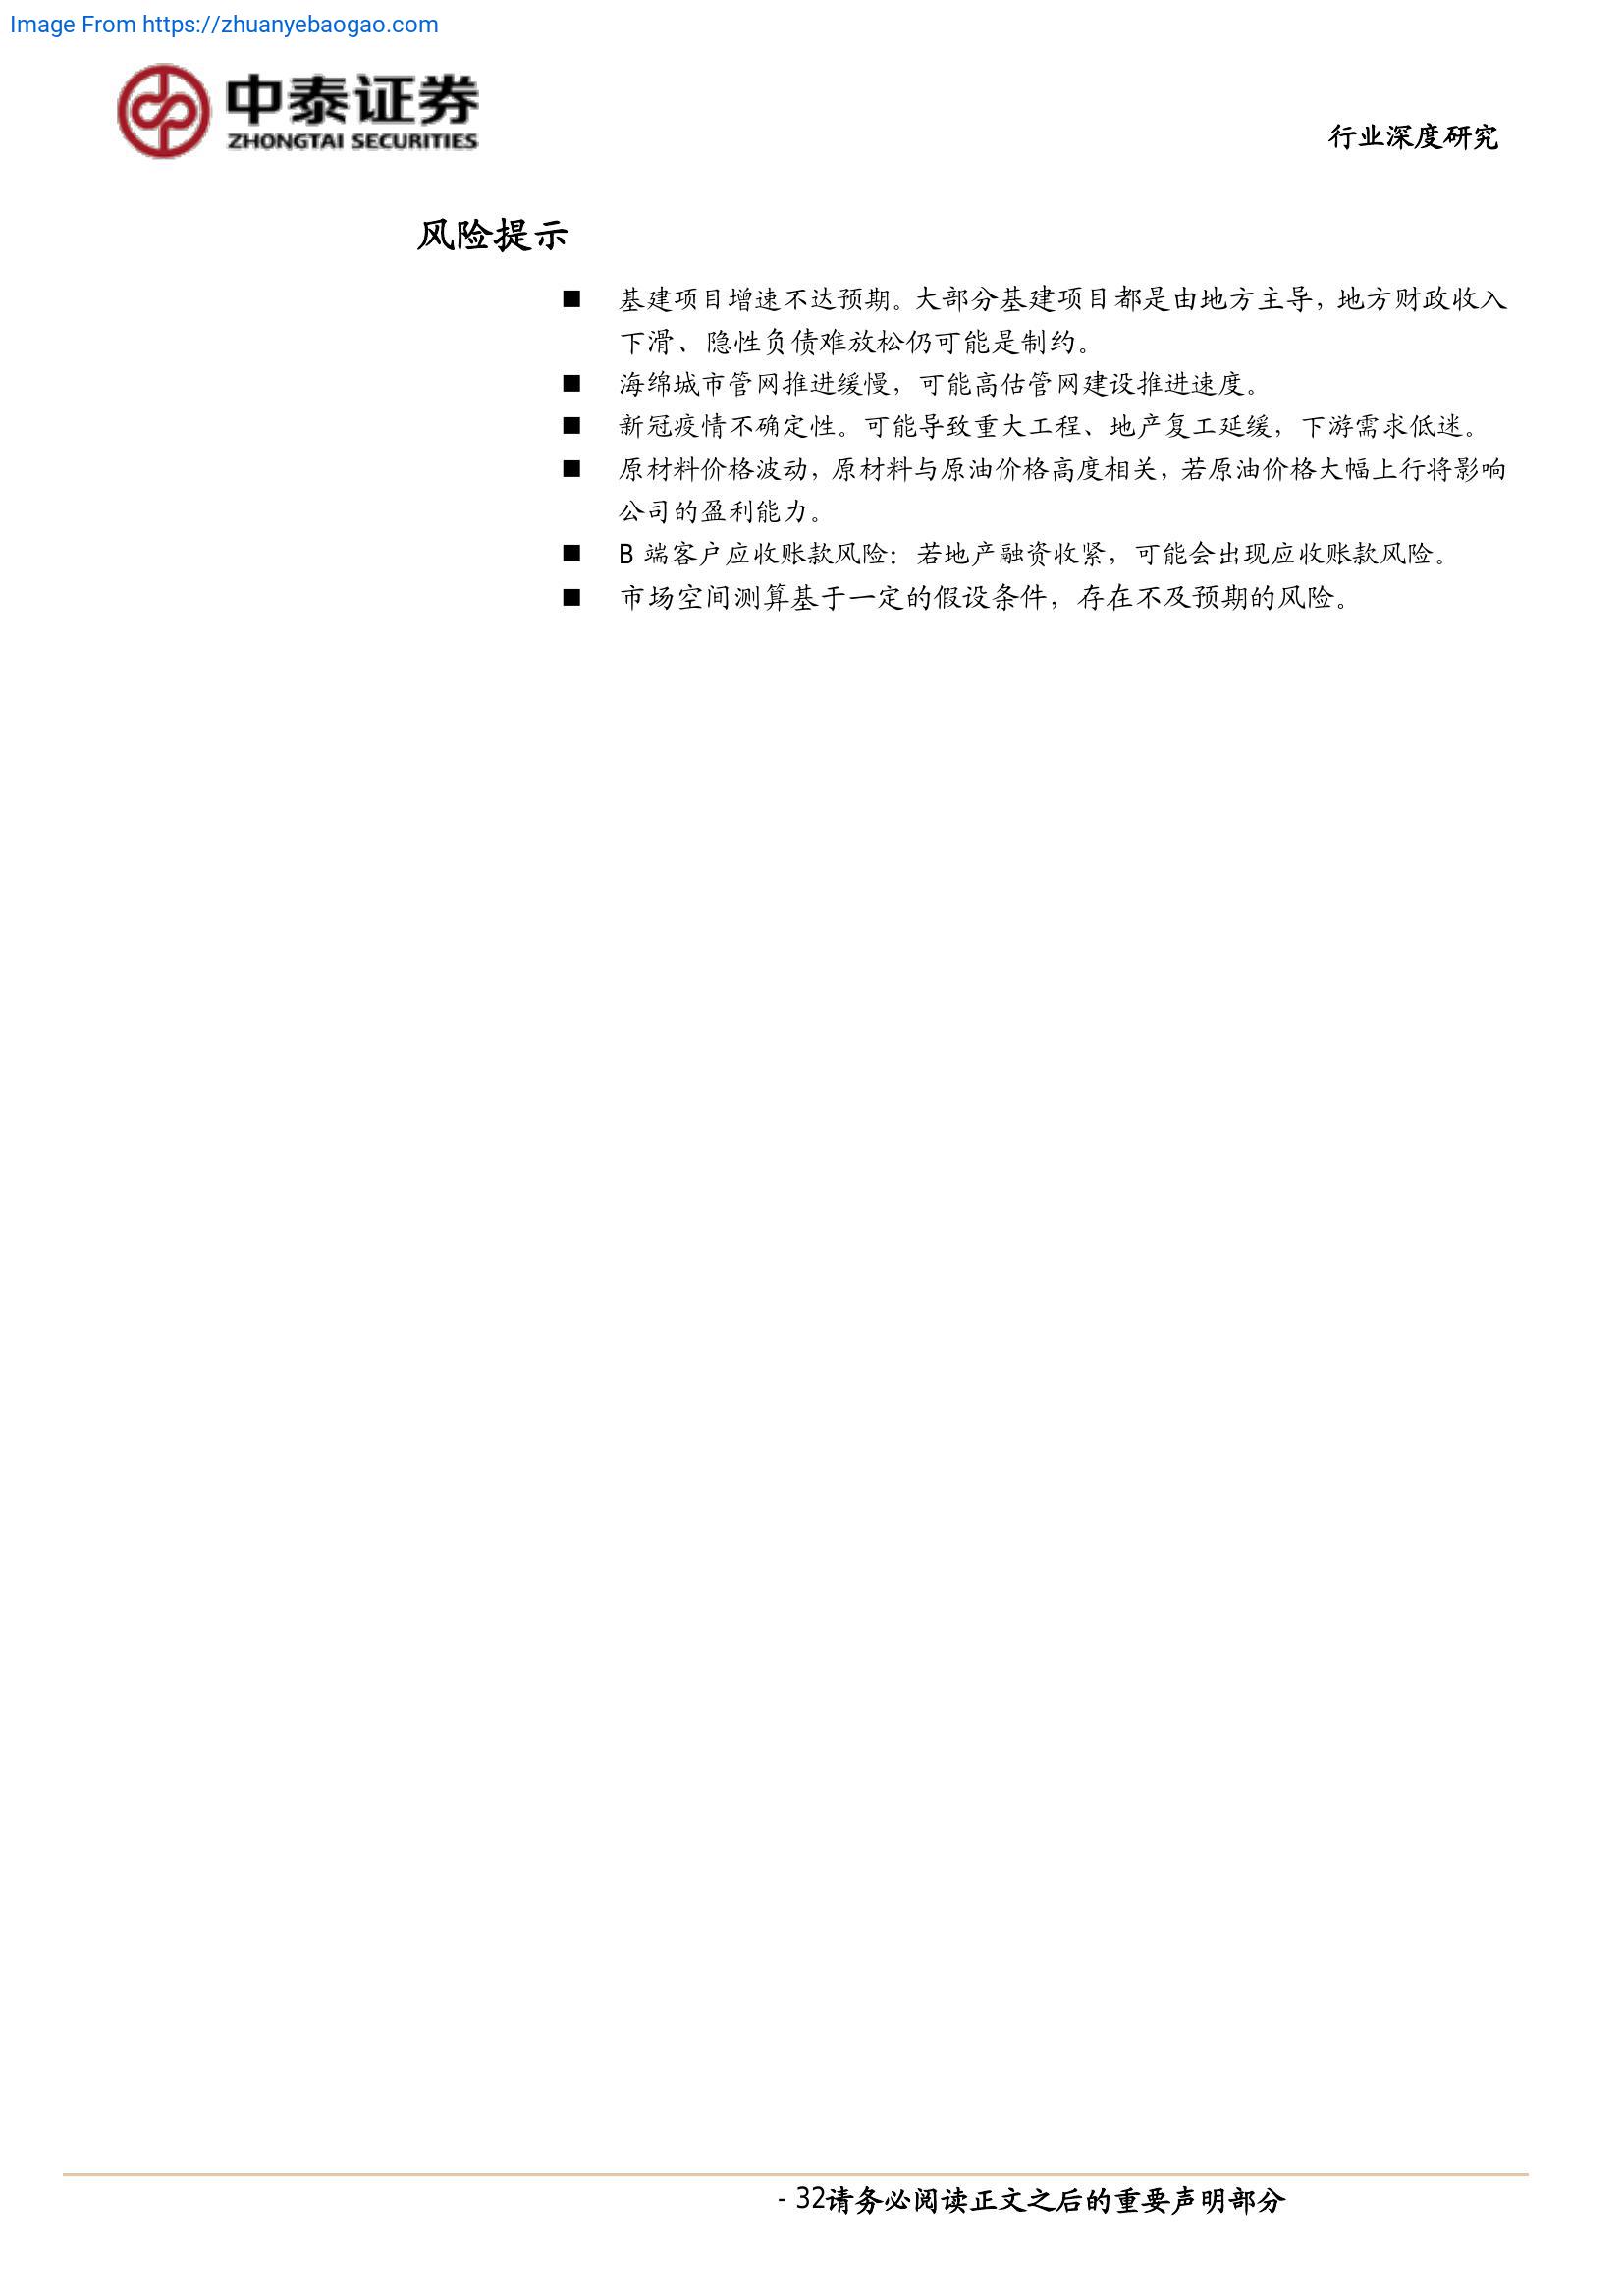 Image From https://zhuanyebaogao.com
中泰证券
ZHONGTAI SECURITIES
行业深度研究
风险提示
■ 基建项目增速不达预期。大部分基建项目都是由地方主导，地方财政收入
下滑、隐性负债难放松仍可能是制约。
■ 海绵城市管网推进缓慢，可能高估管网建设推进速度。
■ 新冠疫情不确定性。可能导致重大工程、地产复工延缓，下游需求低迷。
■ 原材料价格波动，原材料与原油价格高度相关，若原油价格大幅上行将影响
公司的盈利能力。
■ B 端客户应收账款风险：若地产融资收紧，可能会出现应收账款风险。
■ 市场空间测算基于一定的假设条件，存在不及预期的风险。
- 32请务必阅读正文之后的重要声明部分